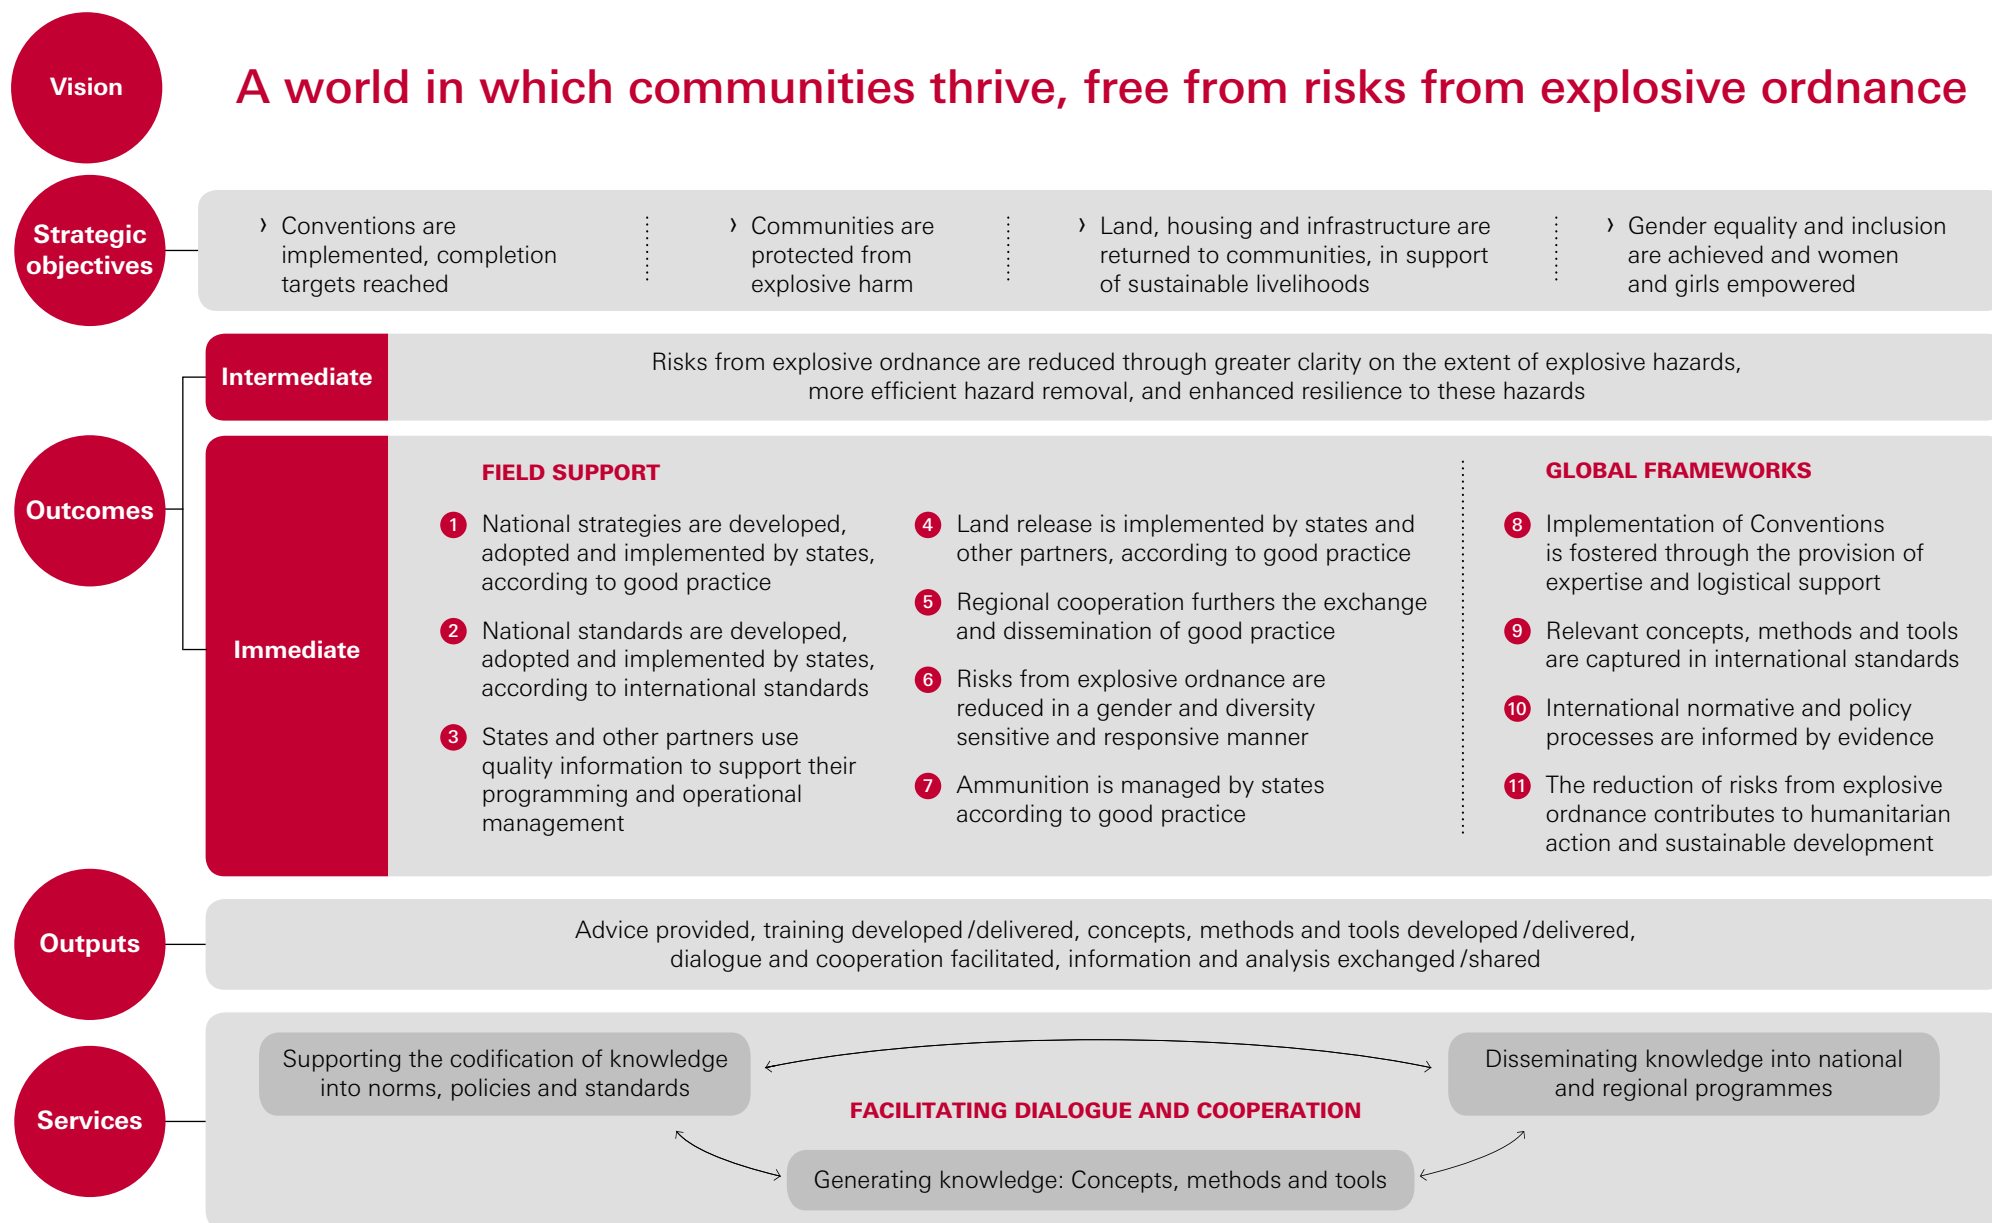 Vision
A world in which communities thrive, free from risks from explosive ordnance
Strategic
objectives
› Conventions are
implemented, completion
targets reached
› Communities are
protected from
explosive harm
› Land, housing and infrastructure are
returned to communities, in support
of sustainable livelihoods
› Gender equality and inclusion
are achieved and women
and girls empowered
Outcomes
Intermediate
Risks from explosive ordnance are reduced through greater clarity on the extent of explosive hazards,
more efficient hazard removal, and enhanced resilience to these hazards
Immediate
FIELD SUPPORT
1 National strategies are developed,
adopted and implemented by states,
according to good practice
2 National standards are developed,
adopted and implemented by states,
according to international standards
3 States and other partners use
quality information to support their
programming and operational
management
4 Land release is implemented by states and
other partners, according to good practice
5 Regional cooperation furthers the exchange
and dissemination of good practice
6 Risks from explosive ordnance are
reduced in a gender and diversity
sensitive and responsive manner
7 Ammunition is managed by states
according to good practice
GLOBAL FRAMEWORKS
8 Implementation of Conventions
is fostered through the provision of
expertise and logistical support
9 Relevant concepts, methods and tools
are captured in international standards
10 International normative and policy
processes are informed by evidence
11 The reduction of risks from explosive
ordnance contributes to humanitarian
action and sustainable development
Outputs
Advice provided, training developed/delivered, concepts, methods and tools developed/delivered,
dialogue and cooperation facilitated, information and analysis exchanged/shared
Services
Supporting the codification of knowledge
into norms, policies and standards
Disseminating knowledge into national
and regional programmes
FACILITATING DIALOGUE AND COOPERATION
Generating knowledge: Concepts, methods and tools